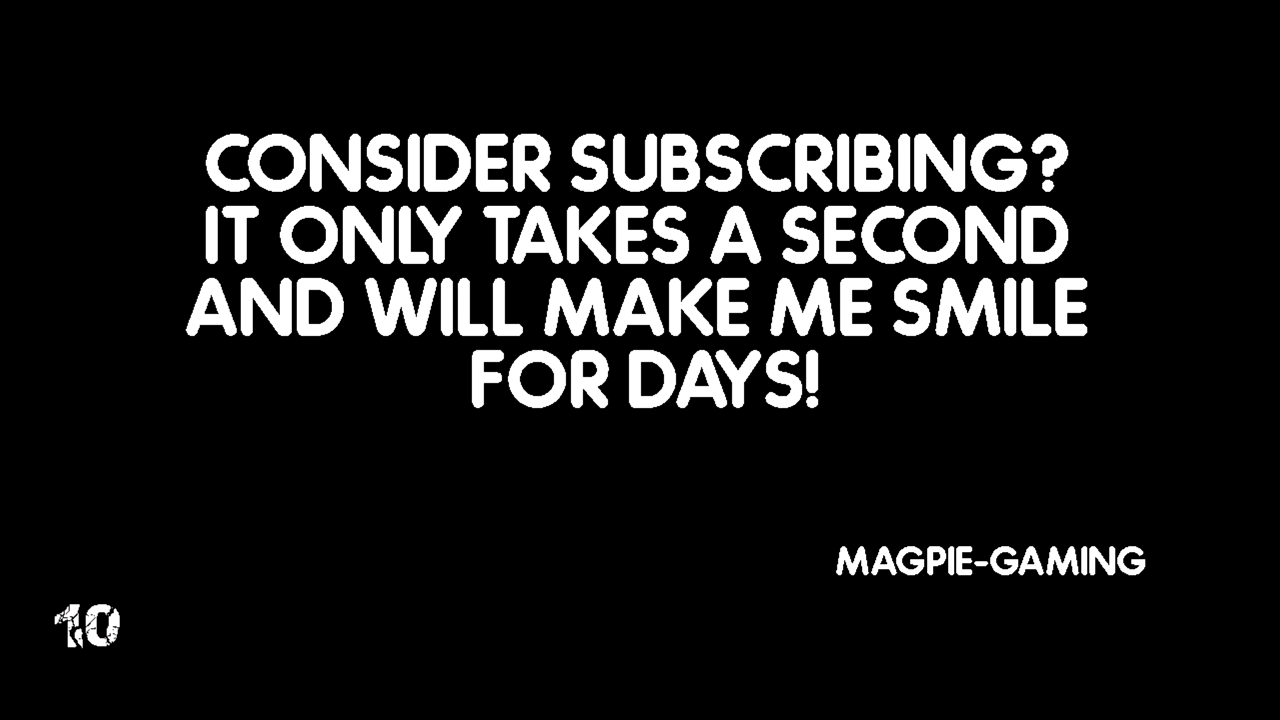 CONSIDER SUBSCRIBING?
IT ONLY TAKES A SECOND
AND WILL MAKE ME SMILE
FOR DAYS!
MAGPIE-GAMING
10